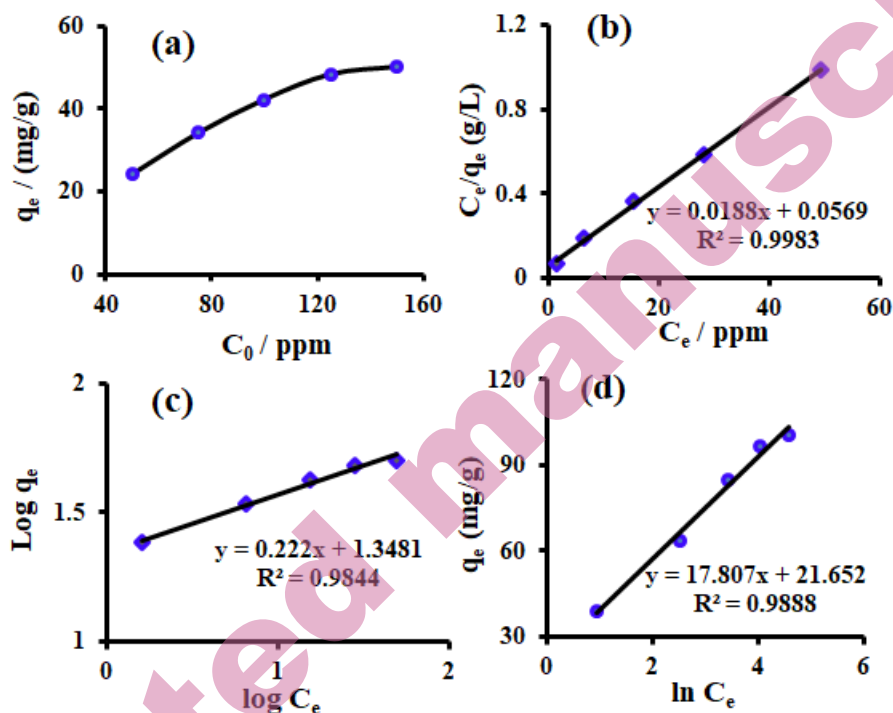 (a)
60
40
20
0
40 80 120 160
qₑ / (mg/g)
C₀ / ppm
(b)
1.2
0.8
0.4
0
0 20 40 60
Cₑ/qₑ (g/L)
Cₑ / ppm
y = 0.0188x + 0.0569
R² = 0.9983
(c)
2
1.5
1
0 1 2
Log qₑ
log Cₑ
y = 0.222x + 1.3481
R² = 0.9844
(d)
120
90
60
30
0 2 4 6
qₑ (mg/g)
ln Cₑ
y = 17.807x + 21.652
R² = 0.9888
ted manusc